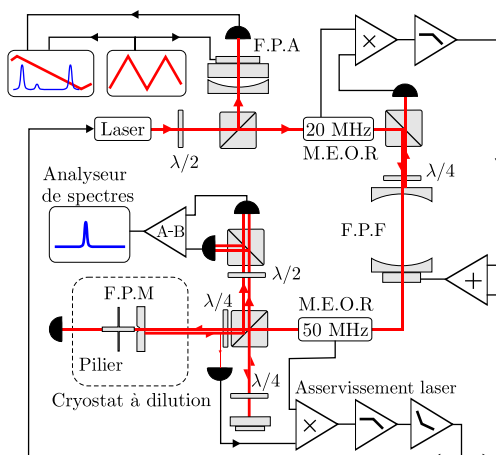 F.P.A
×
Laser
λ/2
20 MHz
M.E.O.R
λ/4
Analyseur
de spectres
A-B
F.P.F
λ/2
+
F.P.M
λ/4
M.E.O.R
50 MHz
Pilier
λ/4
Cryostat à dilution
Asservissement laser
×